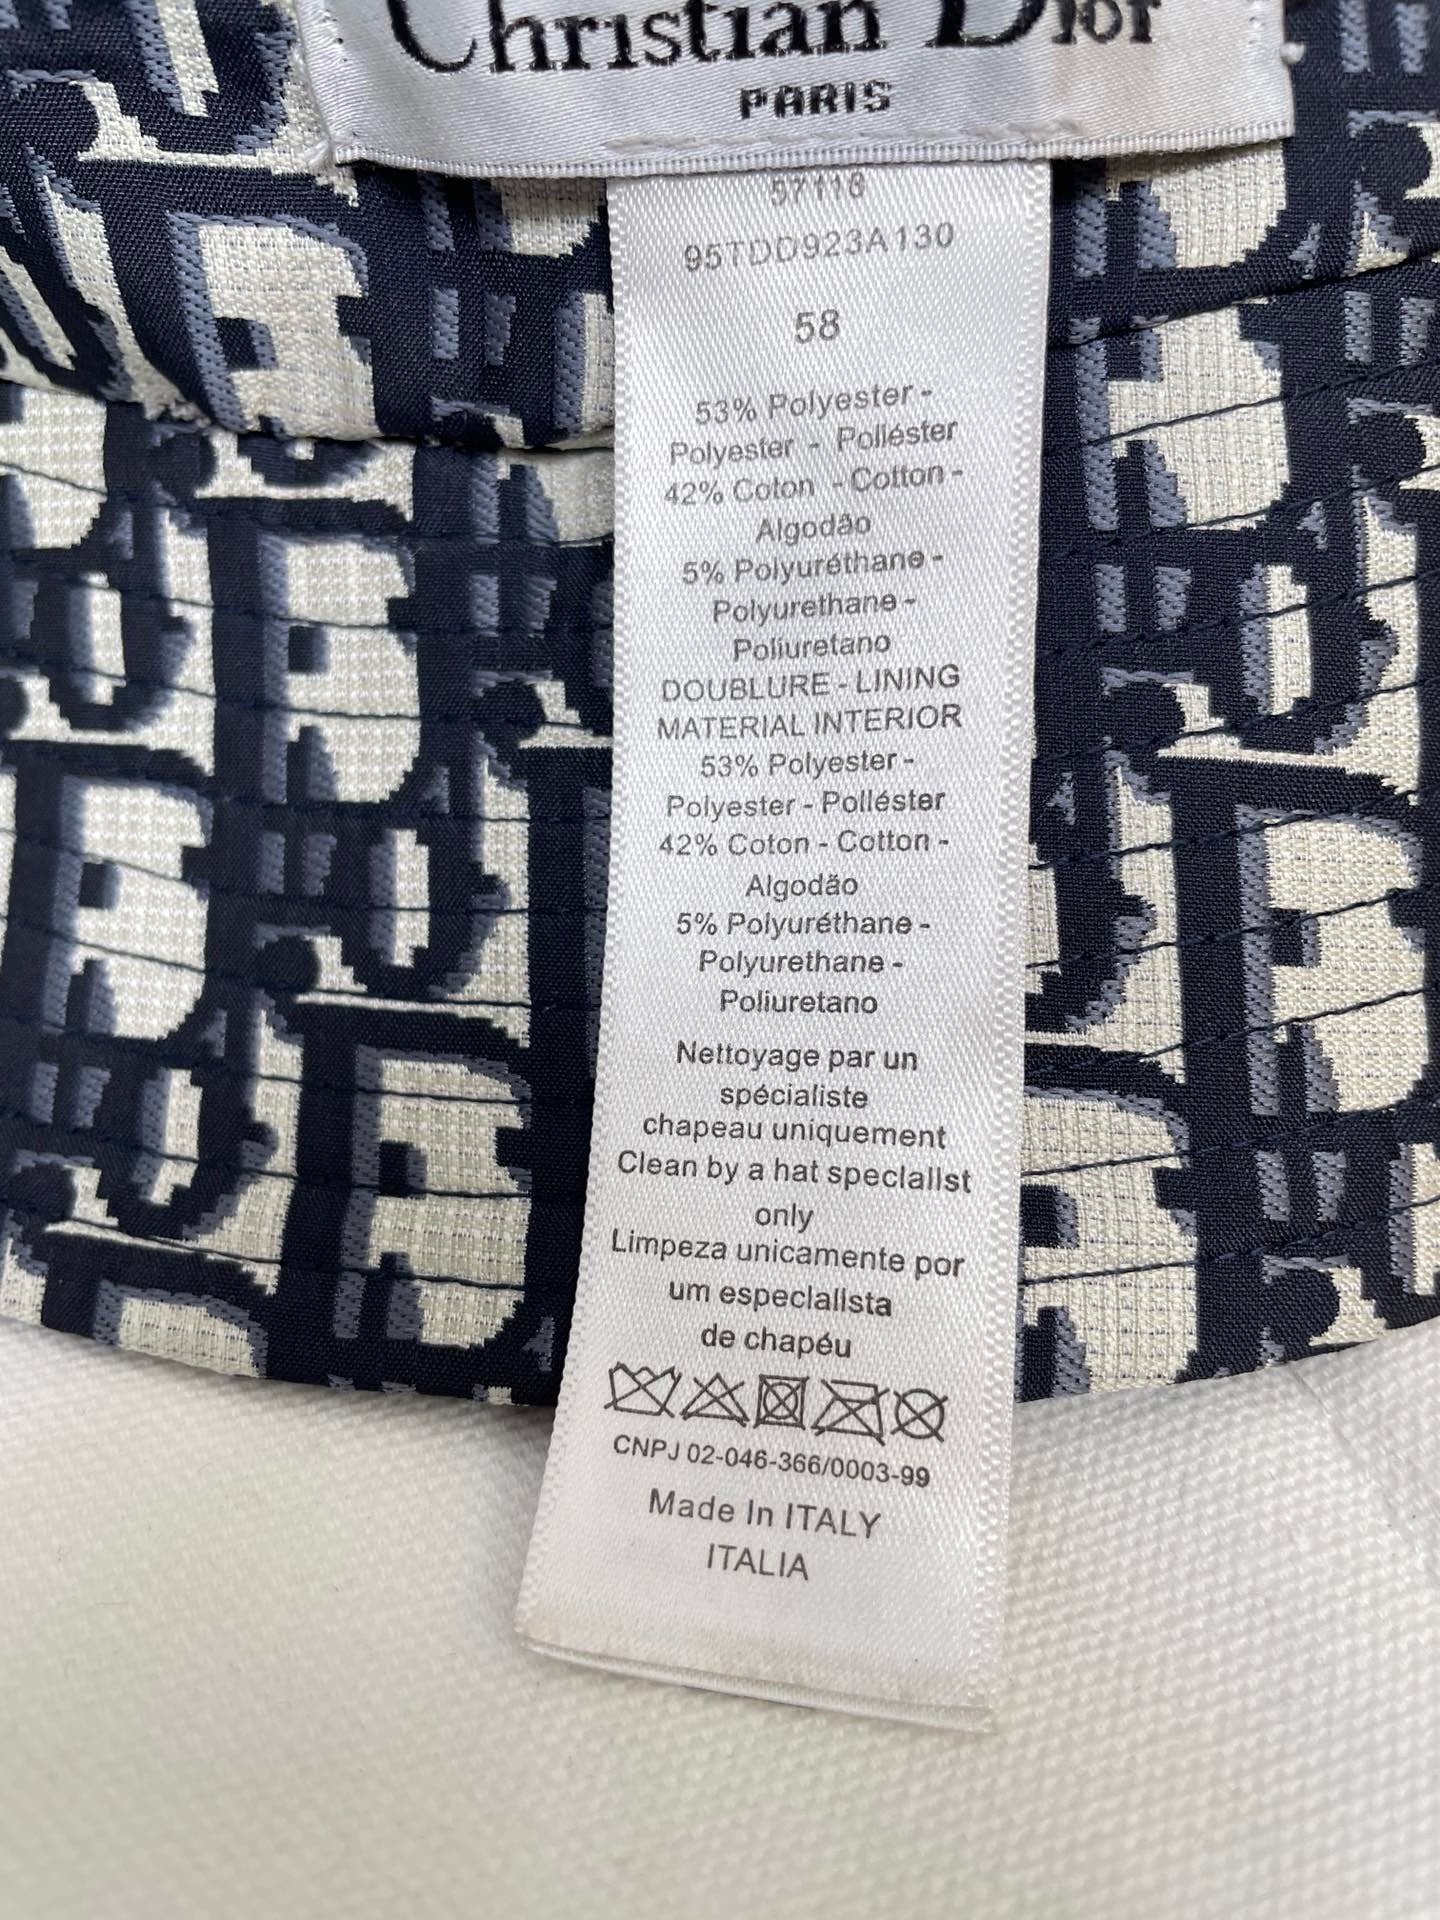 Christian Dior
PARIS
57118
95TDD923A130
58
53% Polyester -
Polyester - Poliéster
42% Coton - Cotton -
Algodão
5% Polyuréthane -
Polyurethane -
Poliuretano
DOUBLURE - LINING
MATERIAL INTERIOR
53% Polyester -
Polyester - Polléster
42% Coton - Cotton -
Algodão
5% Polyuréthane -
Polyurethane -
Poliuretano
Nettoyage par un
spécialiste
chapeau uniquement
Clean by a hat speclallst
only
Limpeza unicamente por
um especlallsta
de chapéu
CNPJ 02-046-366/0003-99
Made In ITALY
ITALIA